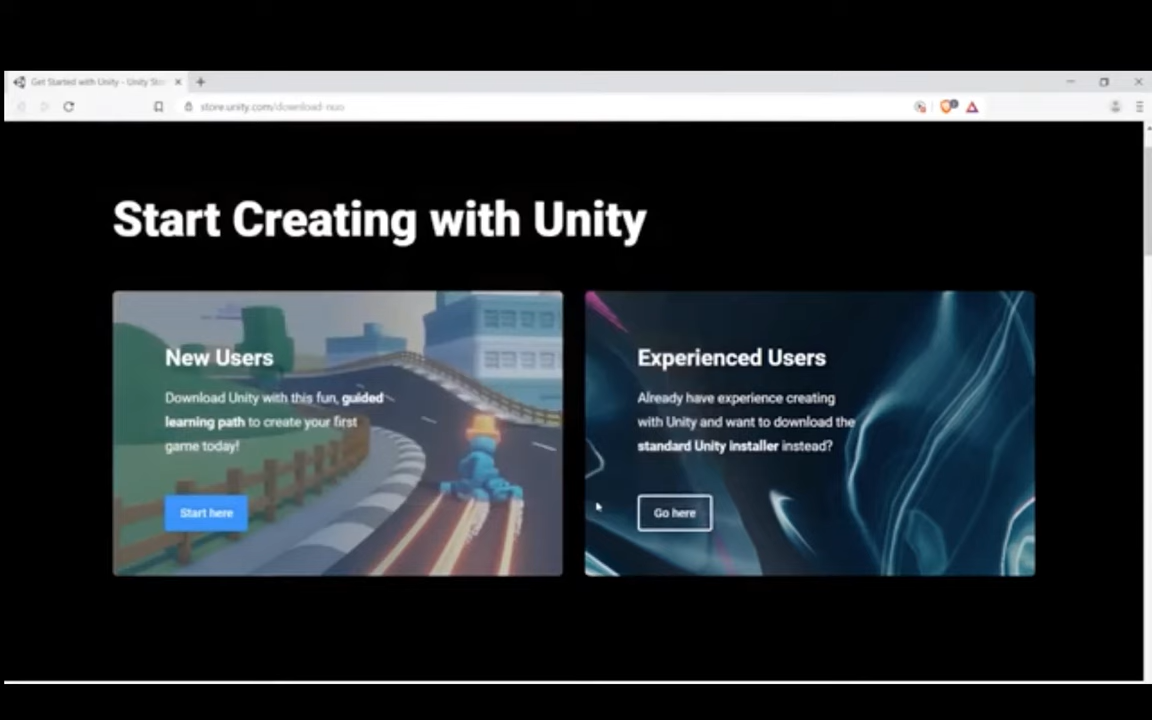 Get Started with Unity - Unity Stor
store.unity.com/download-nuo
Start Creating with Unity
New Users
Download Unity with this fun, guided
learning path to create your first
game today!
Start here
Experienced Users
Already have experience creating
with Unity and want to download the
standard Unity installer instead?
Go here